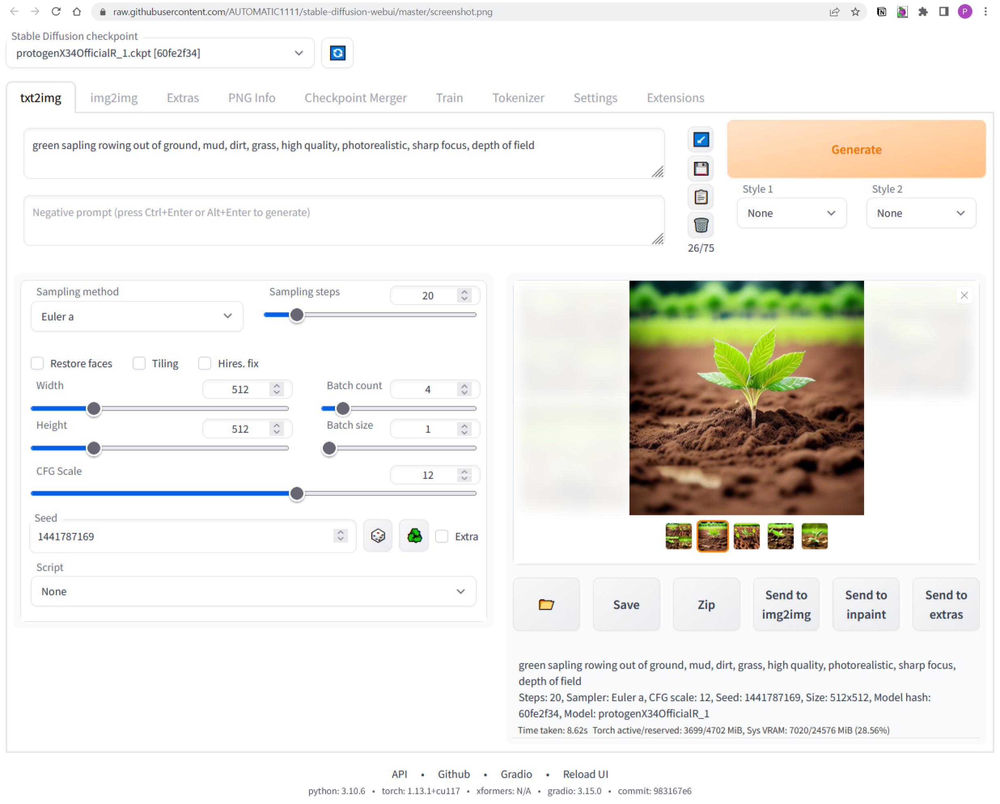 raw.githubusercontent.com/AUTOMATIC1111/stable-diffusion-webui/master/screenshot.png
P
Stable Diffusion checkpoint
protogenX34OfficialR_1.ckpt [60fe2f34]
txt2img img2img Extras PNG Info Checkpoint Merger Train Tokenizer Settings Extensions
green sapling rowing out of ground, mud, dirt, grass, high quality, photorealistic, sharp focus, depth of field
Generate
Style 1 Style 2
None None
Negative prompt (press Ctrl+Enter or Alt+Enter to generate)
26/75
Sampling method Sampling steps 20
Euler a
Restore faces Tiling Hires. fix
Width 512 Batch count 4
Height 512 Batch size 1
CFG Scale 12
Seed
1441787169 Extra
Script
None
Save Zip Send to img2img Send to inpaint Send to extras
green sapling rowing out of ground, mud, dirt, grass, high quality, photorealistic, sharp focus,
depth of field
Steps: 20, Sampler: Euler a, CFG scale: 12, Seed: 1441787169, Size: 512x512, Model hash:
60fe2f34, Model: protogenX34OfficialR_1
Time taken: 8.62s Torch active/reserved: 3699/4702 MiB, Sys VRAM: 7020/24576 MiB (28.56%)
API • Github • Gradio • Reload UI
python: 3.10.6 • torch: 1.13.1+cu117 • xformers: N/A • gradio: 3.15.0 • commit: 983167e6